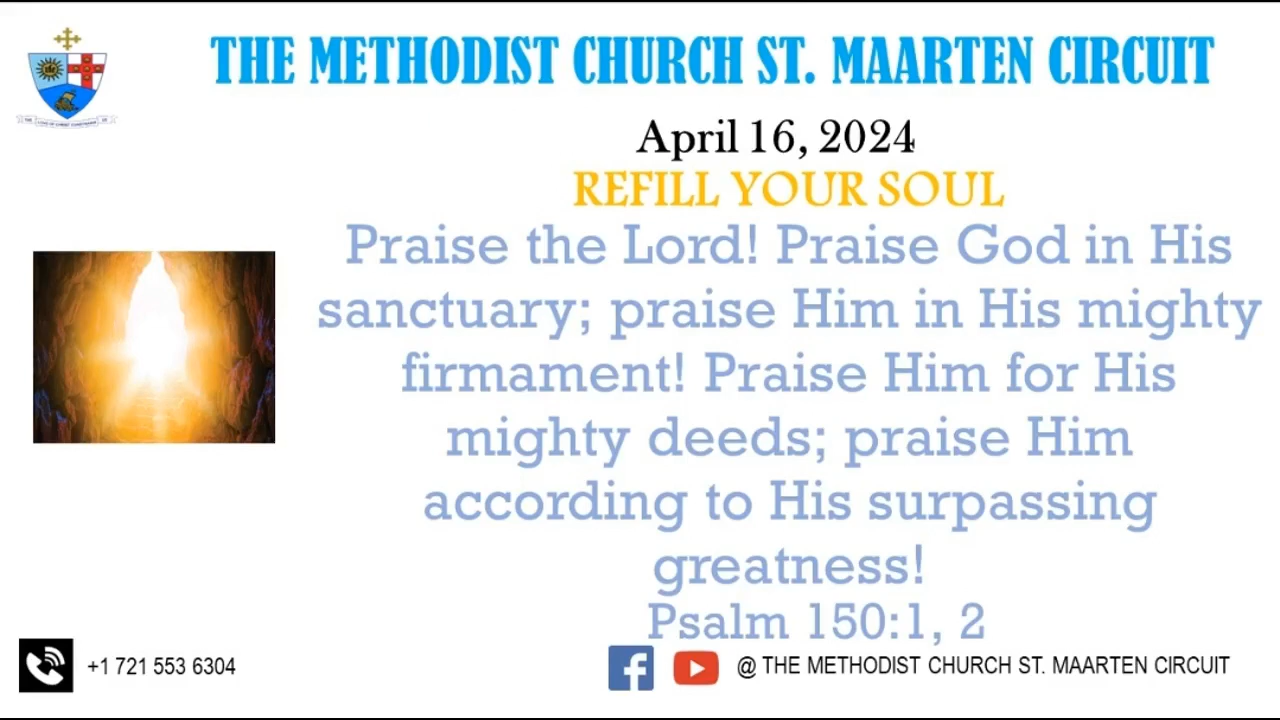 THE METHODIST CHURCH ST. MAARTEN CIRCUIT
April 16, 2024
REFILL YOUR SOUL
Praise the Lord! Praise God in His
sanctuary; praise Him in His mighty
firmament! Praise Him for His
mighty deeds; praise Him
according to His surpassing
greatness!
Psalm 150:1, 2
+1 721 553 6304
@ THE METHODIST CHURCH ST. MAARTEN CIRCUIT